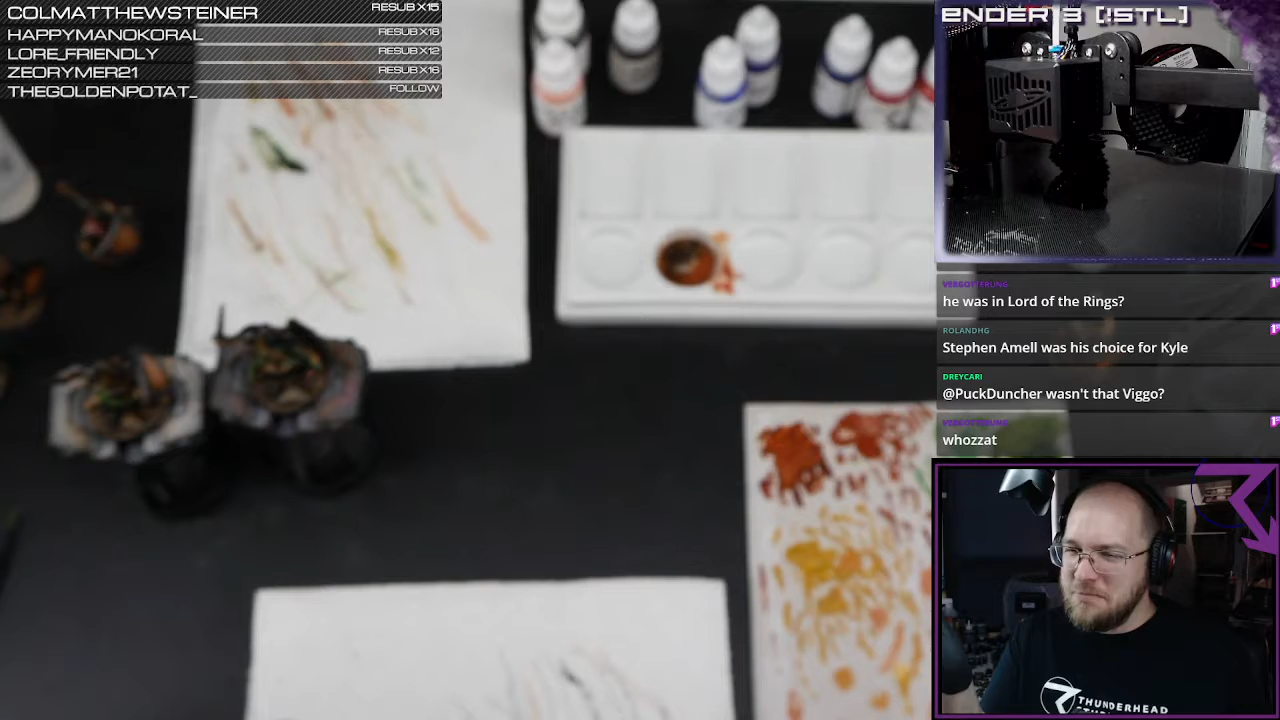 COLMATTHEWSTEINER RESUB X15
HAPPYMANOKORAL RESUB X18
LORE_FRIENDLY RESUB X12
ZEORYMER21 RESUB X16
THEGOLDENPOTAT_ FOLLOW
ENDER 3 [!STL]
he was in Lord of the Rings?
ROLANDHG
Stephen Amell was his choice for Kyle
DREYCARI
@PuckDuncher wasn't that Viggo?
whozzat
THUNDERHEAD